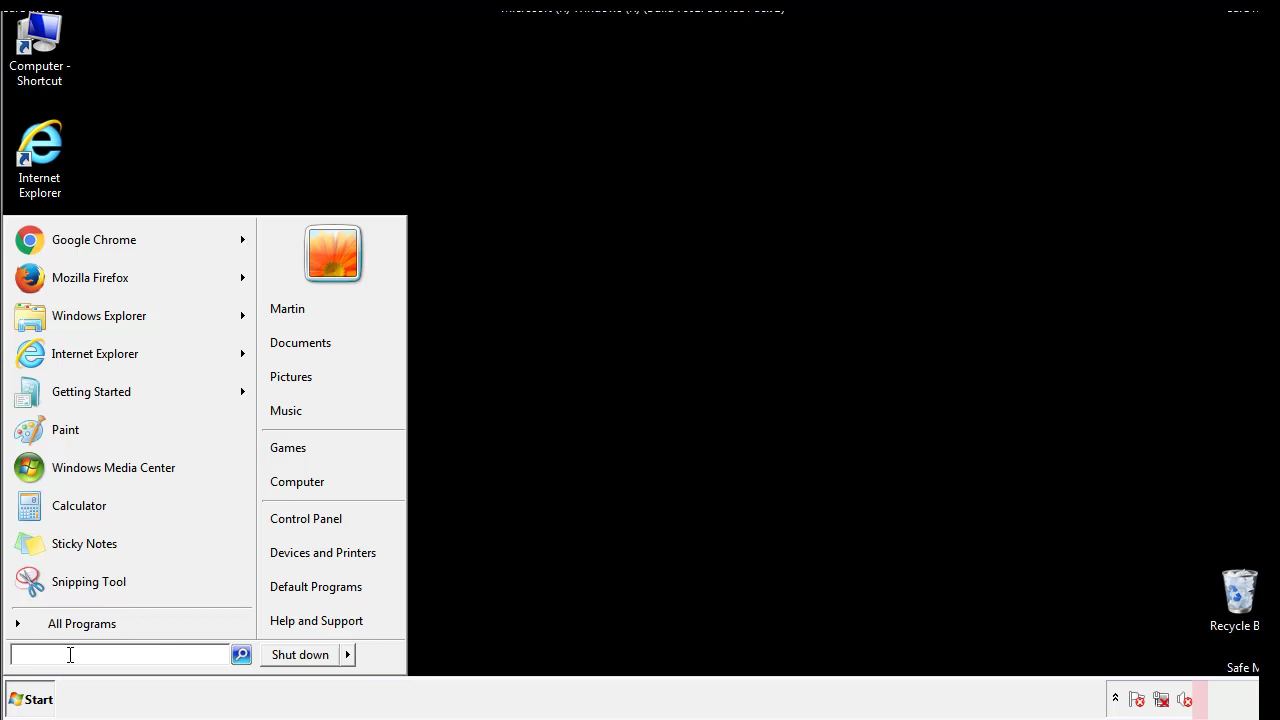 Computer -
Shortcut
Internet
Explorer
Google Chrome
Mozilla Firefox
Windows Explorer
Internet Explorer
Getting Started
Paint
Windows Media Center
Calculator
Sticky Notes
Snipping Tool
All Programs
Martin
Documents
Pictures
Music
Games
Computer
Control Panel
Devices and Printers
Default Programs
Help and Support
Shut down
Recycle B
Safe M
Start